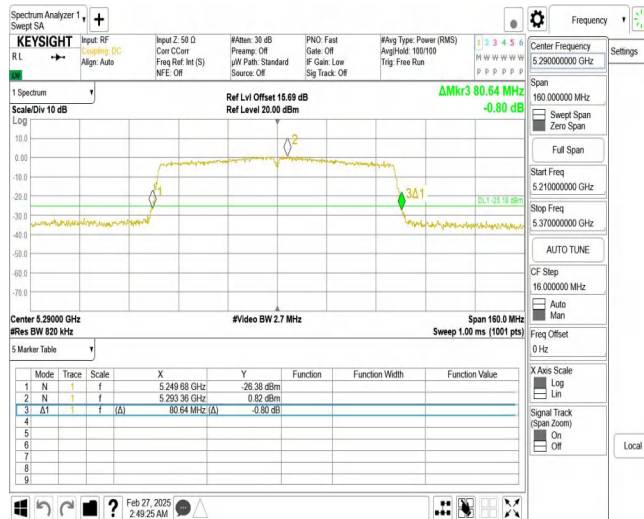 Spectrum Analyzer 1
Swept SA
KEYSIGHT
R L
Input: RF
Coupling: DC
Align: Auto
Input Z: 50 Ω
Corr CCorr
Freq Ref: Int (S)
NFE: Off
#Atten: 30 dB
Preamp: Off
µW Path: Standard
Source: Off
PNO: Fast
Gate: Off
IF Gain: Low
Sig Track: Off
#Avg Type: Power (RMS)
Avg|Hold: 100/100
Trig: Free Run
1 2 3 4 5 6
M W W W W W
P P P P P P
1 Spectrum
Scale/Div 10 dB
Log
Ref Lvl Offset 15.69 dB
Ref Level 20.00 dBm
ΔMkr3 80.64 MHz
-0.80 dB
10.0
0.00
-10.0
-20.0
-30.0
-40.0
-50.0
-60.0
-70.0
1
2
3Δ1
DL1 -25.19 dBm
Center 5.29000 GHz
#Res BW 820 kHz
#Video BW 2.7 MHz
Span 160.0 MHz
Sweep 1.00 ms (1001 pts)
5 Marker Table
Mode Trace Scale X Y Function Function Width Function Value
1 N 1 f 5.249 68 GHz -26.38 dBm
2 N 1 f 5.293 36 GHz 0.82 dBm
3 Δ1 1 f (Δ) 80.64 MHz (Δ) -0.80 dB
4
5
6
7
8
9
Feb 27, 2025
2:49:25 AM
Frequency
Settings
Center Frequency
5.290000000 GHz
Span
160.000000 MHz
Swept Span
Zero Span
Full Span
Start Freq
5.210000000 GHz
Stop Freq
5.370000000 GHz
AUTO TUNE
CF Step
16.000000 MHz
Auto
Man
Freq Offset
0 Hz
X Axis Scale
Log
Lin
Signal Track
(Span Zoom)
On
Off
Local